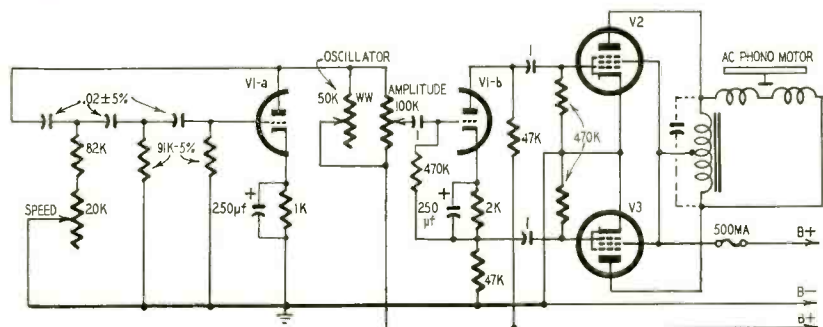 OSCILLATOR
V1-a
AMPLITUDE
V1-b
V2
AC PHONO MOTOR
.02±5%
50K
WW
100K
1
1
82K
91K-5%
47K
470K
470K
SPEED
20K
250µf
+
1K
250
µf
+
2K
1
V3
500MA
B+
47K
B-
B+